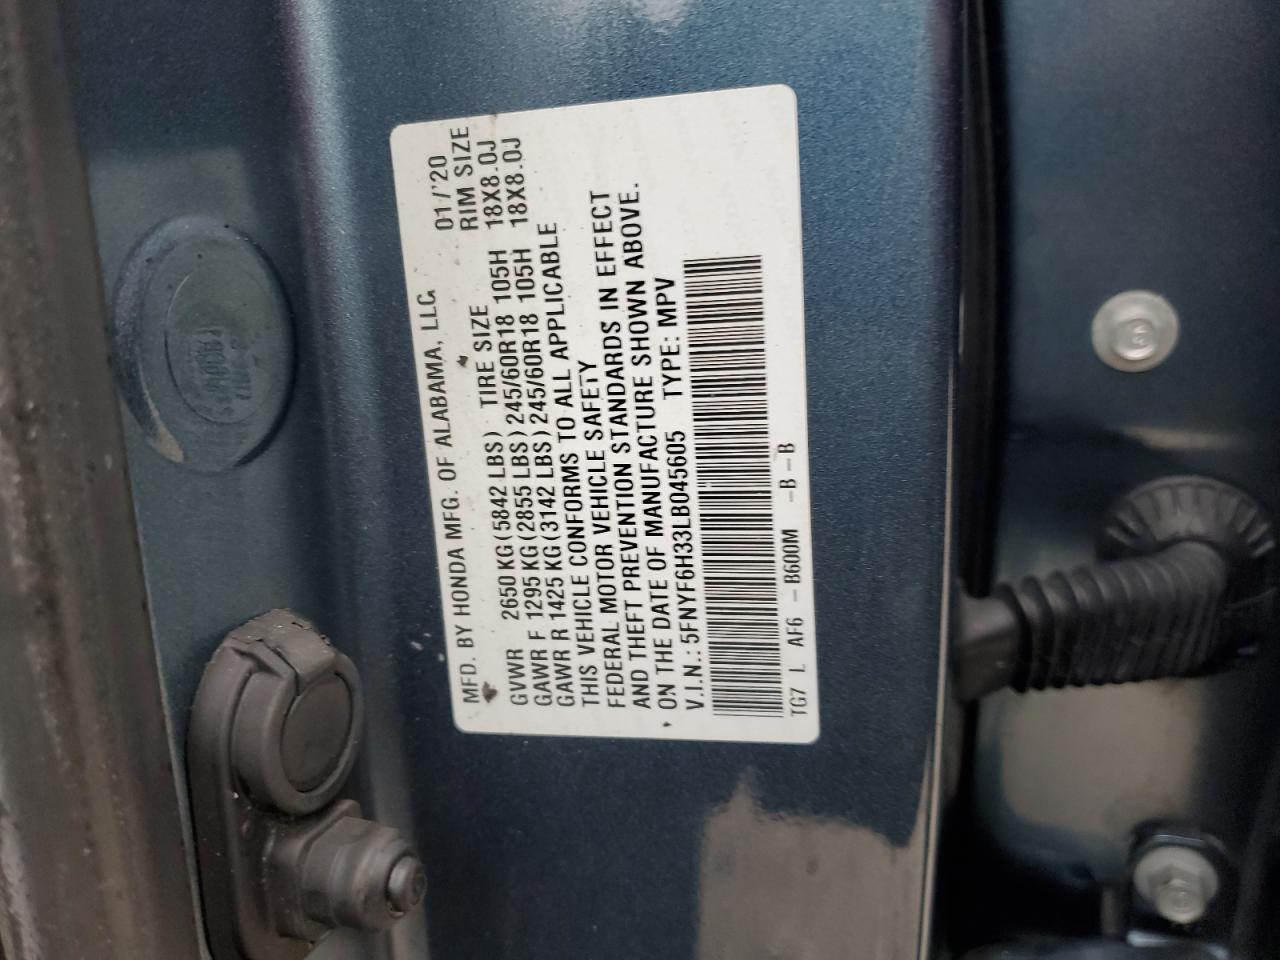 MFD. BY HONDA MFG. OF ALABAMA, LLC. 01/'20
GVWR 2650 KG (5842 LBS) TIRE SIZE RIM SIZE
GAWR F 1295 KG (2855 LBS) 245/60R18 105H 18X8.0J
GAWR R 1425 KG (3142 LBS) 245/60R18 105H 18X8.0J
THIS VEHICLE CONFORMS TO ALL APPLICABLE
FEDERAL MOTOR VEHICLE SAFETY
AND THEFT PREVENTION STANDARDS IN EFFECT
ON THE DATE OF MANUFACTURE SHOWN ABOVE.
V.I.N.: 5FNYF6H33LB045605 TYPE: MPV
TG7 L AF6 – B600M –B – B